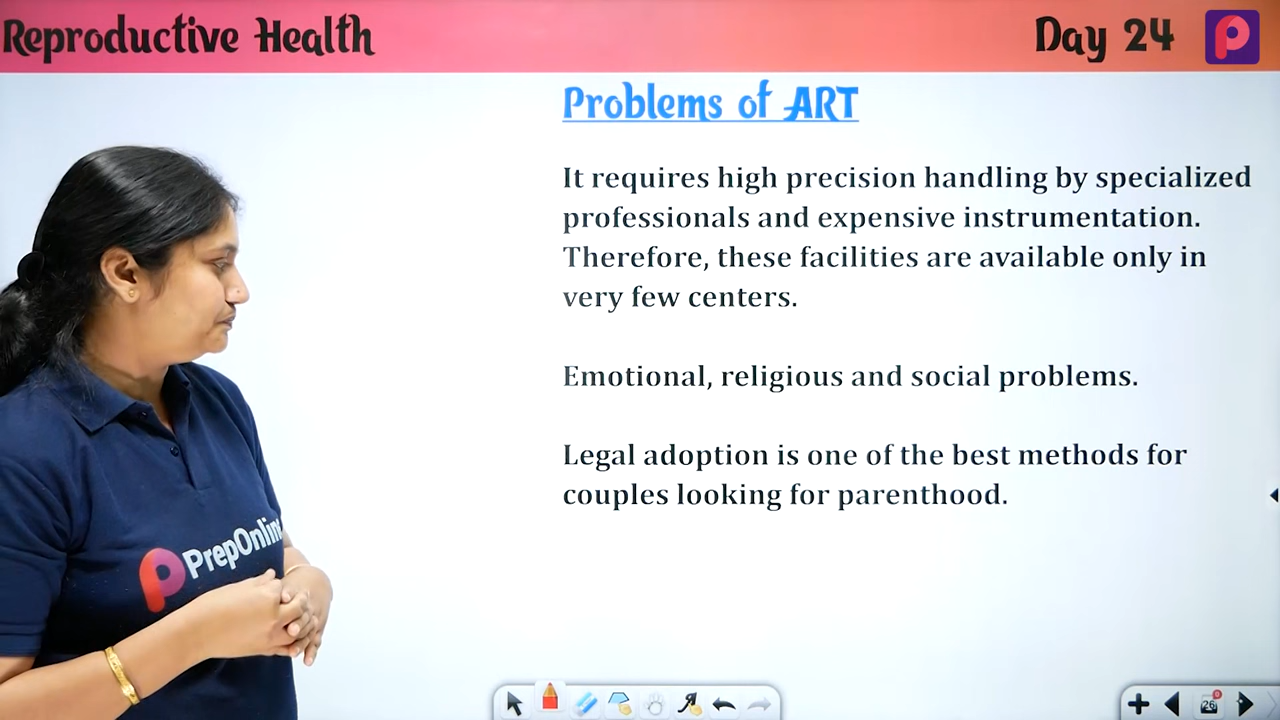 Reproductive Health
Day 24
Problems of ART
It requires high precision handling by specialized
professionals and expensive instrumentation.
Therefore, these facilities are available only in
very few centers.
Emotional, religious and social problems.
Legal adoption is one of the best methods for
couples looking for parenthood.
PrepOnlin
26